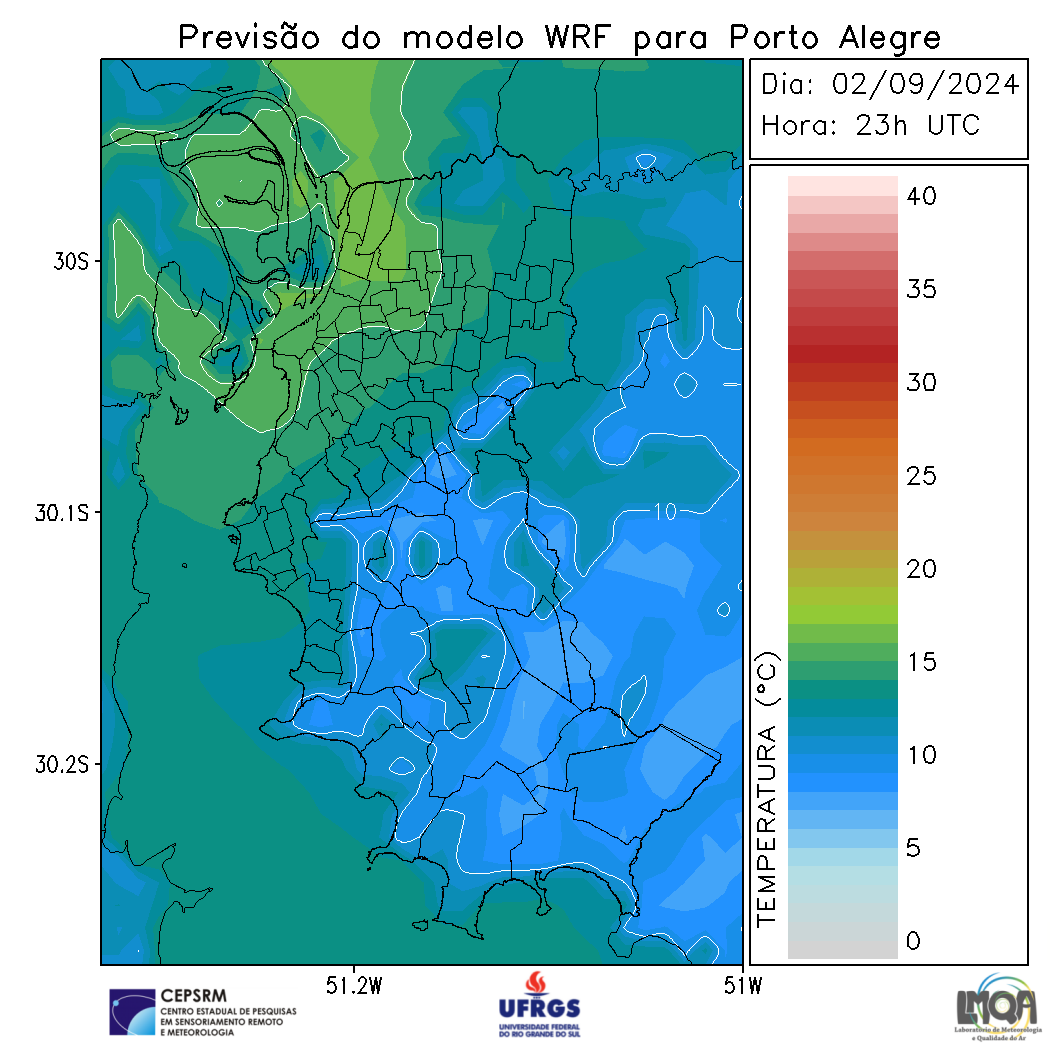 Previsão do modelo WRF para Porto Alegre
Dia: 02/09/2024
Hora: 23h UTC
30S
30.1S
30.2S
51.2W
51W
10
TEMPERATURA (°C)
40
35
30
25
20
15
10
5
0
CEPSRM
CENTRO ESTADUAL DE PESQUISAS
EM SENSORIAMENTO REMOTO
E METEOROLOGIA
UFRGS
UNIVERSIDADE FEDERAL
DO RIO GRANDE DO SUL
LMQA
Laboratório de Meteorologia
e Qualidade do Ar